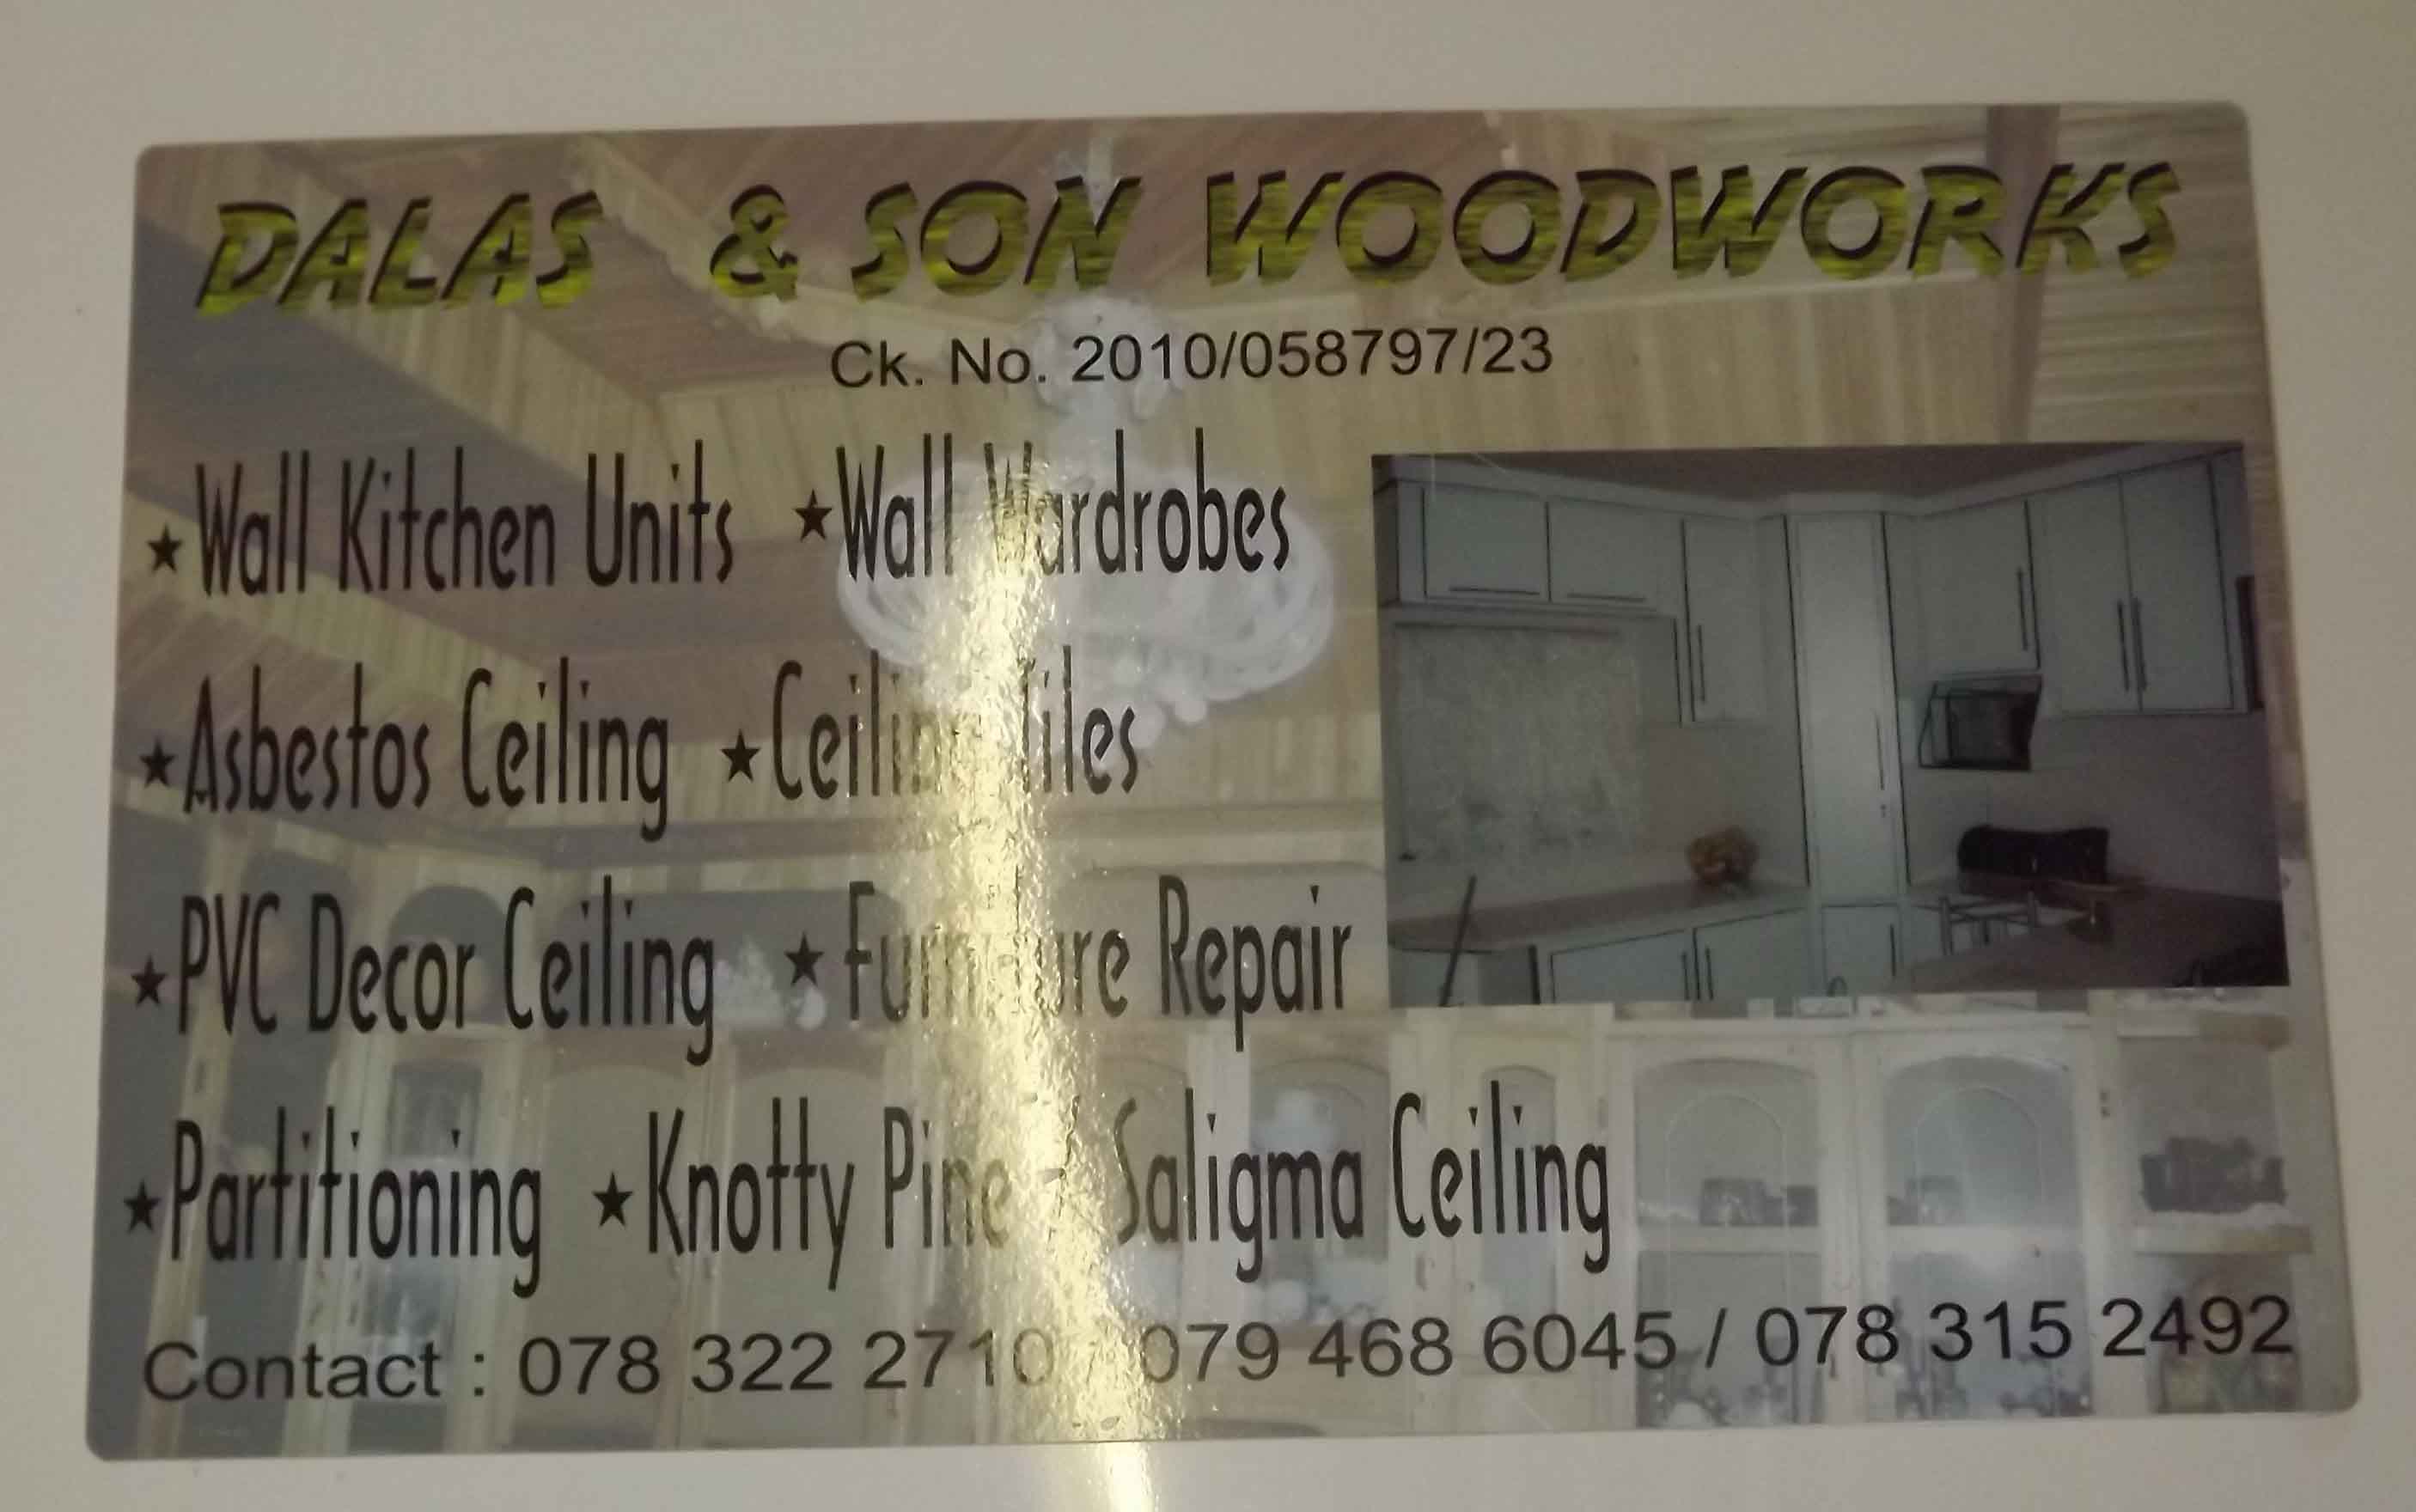 DALAS & SON WOODWORKS
Ck. No. 2010/058797/23
★Wall Kitchen Units ★Wall Wardrobes
★Asbestos Ceiling ★Ceiling Tiles
★PVC Decor Ceiling ★Furniture Repair
★Partitioning ★Knotty Pine / Saligma Ceiling
Contact : 078 322 2710 / 079 468 6045 / 078 315 2492